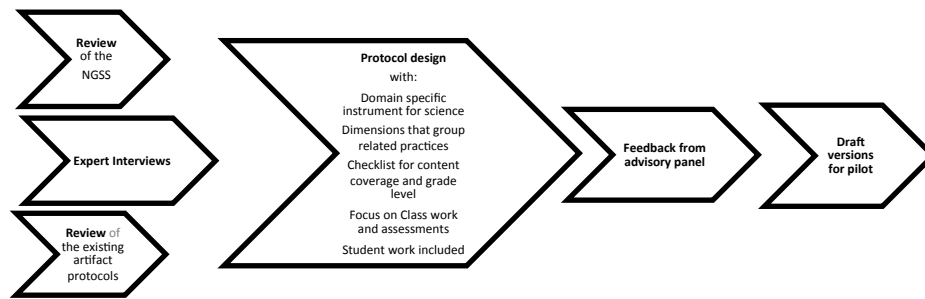 Review
of the
NGSS
Expert Interviews
Review of
the existing
artifact
protocols
Protocol design
with:
Domain specific
instrument for science
Dimensions that group
related practices
Checklist for content
coverage and grade
level
Focus on Class work
and assessments
Student work included
Feedback from
advisory panel
Draft
versions
for pilot